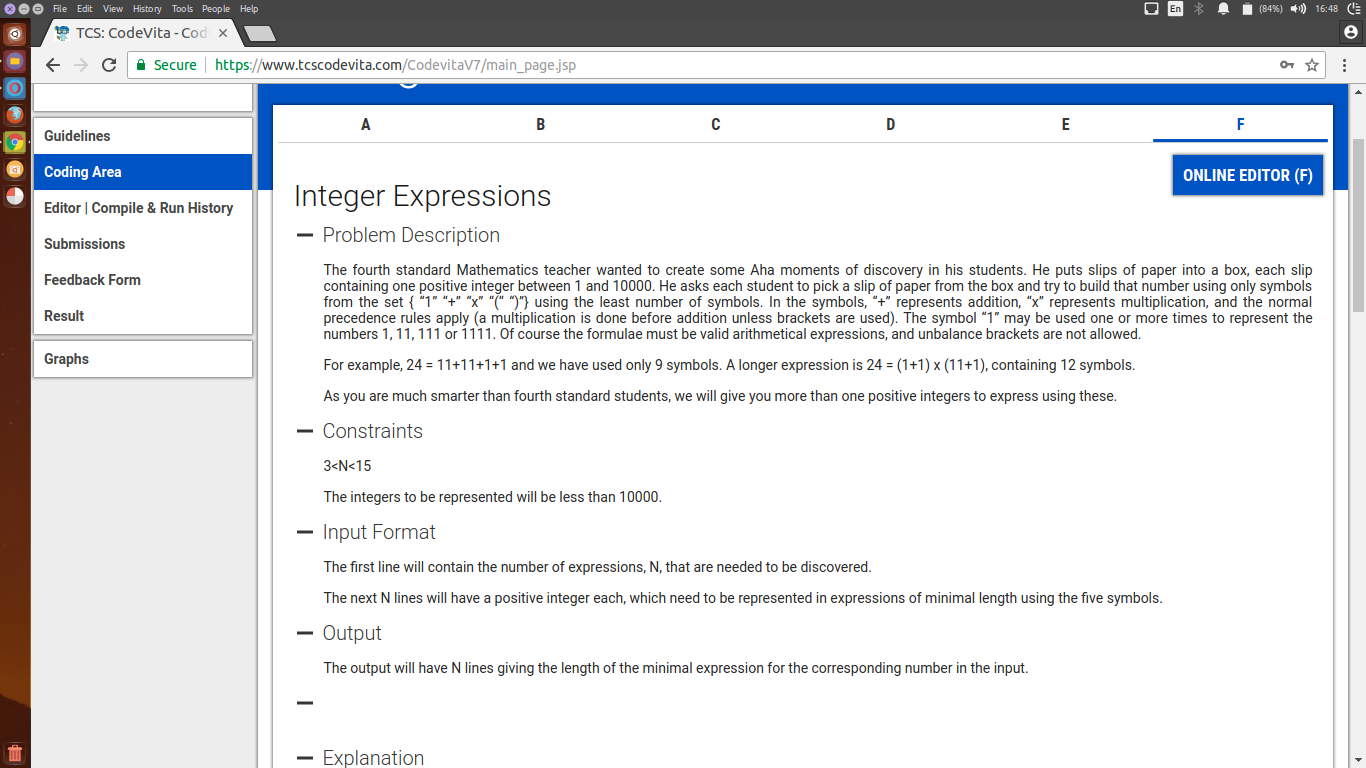 File Edit View History Tools People Help
En (84%) 16:48
TCS: CodeVita - Cod
Secure https://www.tcscodevita.com/CodevitaV7/main_page.jsp
A B C D E F
Guidelines
Coding Area
Editor | Compile & Run History
Submissions
Feedback Form
Result
Graphs
ONLINE EDITOR (F)
Integer Expressions
Problem Description
The fourth standard Mathematics teacher wanted to create some Aha moments of discovery in his students. He puts slips of paper into a box, each slip
containing one positive integer between 1 and 10000. He asks each student to pick a slip of paper from the box and try to build that number using only symbols
from the set { “1” “+” “x” “(“ “)”} using the least number of symbols. In the symbols, “+” represents addition, “x” represents multiplication, and the normal
precedence rules apply (a multiplication is done before addition unless brackets are used). The symbol “1” may be used one or more times to represent the
numbers 1, 11, 111 or 1111. Of course the formulae must be valid arithmetical expressions, and unbalance brackets are not allowed.
For example, 24 = 11+11+1+1 and we have used only 9 symbols. A longer expression is 24 = (1+1) x (11+1), containing 12 symbols.
As you are much smarter than fourth standard students, we will give you more than one positive integers to express using these.
Constraints
3<N<15
The integers to be represented will be less than 10000.
Input Format
The first line will contain the number of expressions, N, that are needed to be discovered.
The next N lines will have a positive integer each, which need to be represented in expressions of minimal length using the five symbols.
Output
The output will have N lines giving the length of the minimal expression for the corresponding number in the input.
Explanation